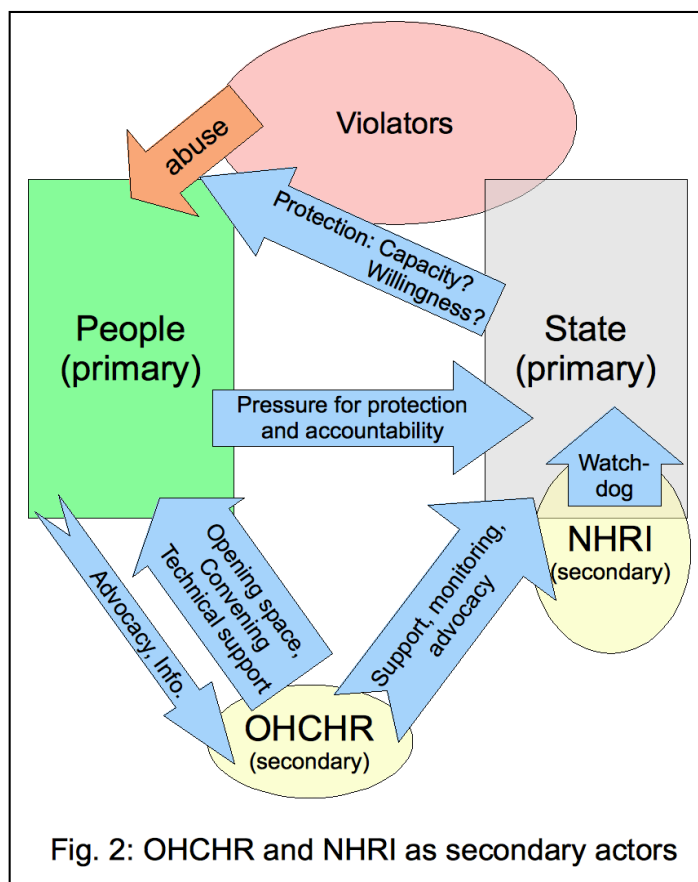 Violators
abuse
Protection: Capacity?
Willingness?
People
(primary)
State
(primary)
Pressure for protection
and accountability
Watch-
dog
NHRI
(secondary)
Opening space,
Convening
Technical support
Support, monitoring,
advocacy
Advocacy, Info.
OHCHR
(secondary)
Fig. 2: OHCHR and NHRI as secondary actors